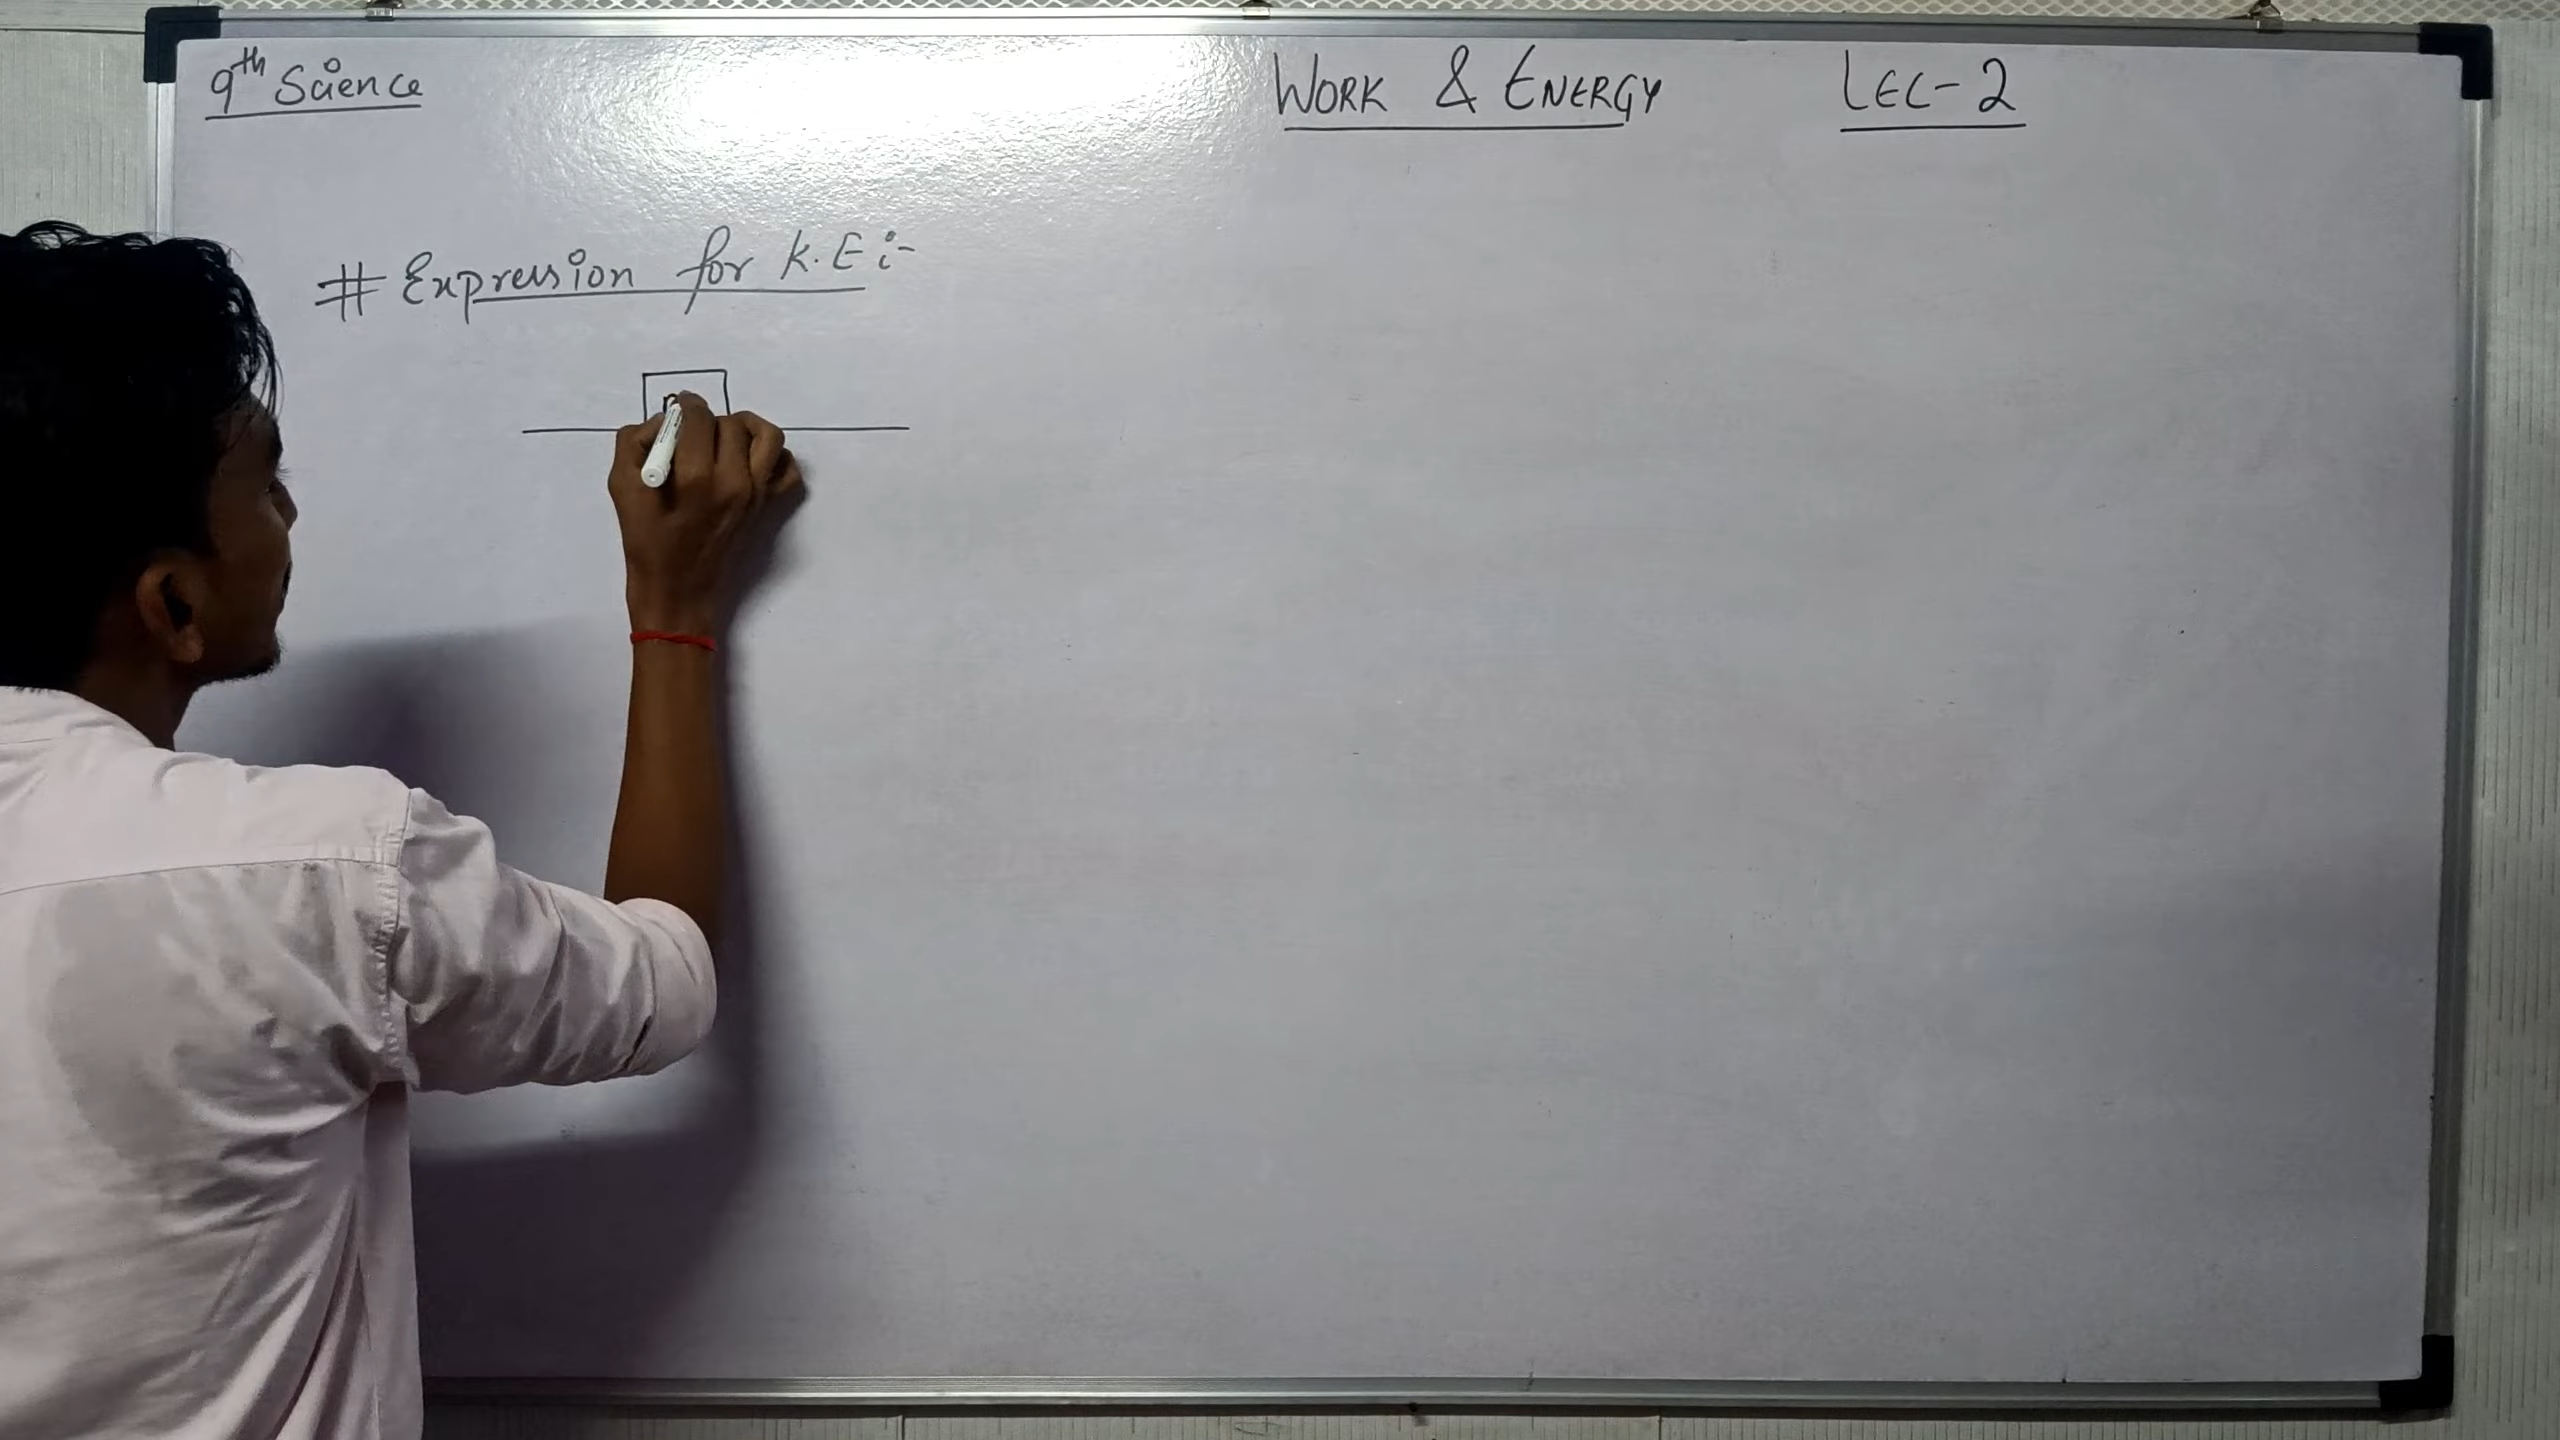 9th Science
WORK & ENERGY
LEC-2
# Expression for K.E :-